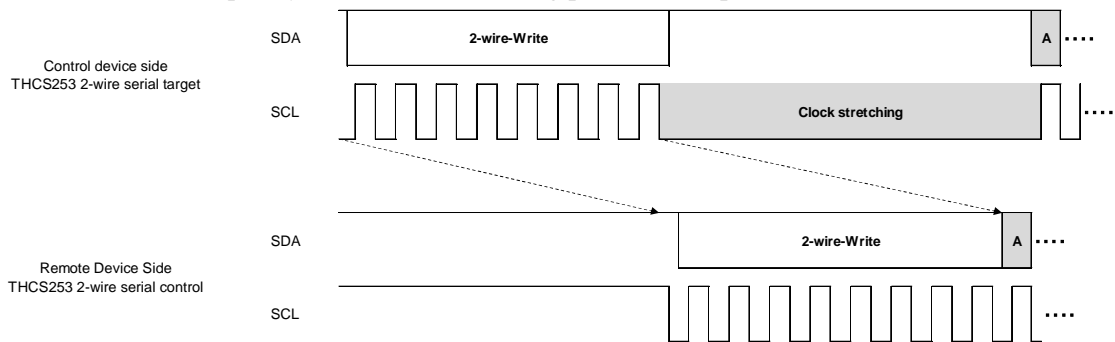 SDA
2-wire-Write
A
Control device side
THCS253 2-wire serial target
SCL
Clock stretching
SDA
2-wire-Write
A
Remote Device Side
THCS253 2-wire serial control
SCL